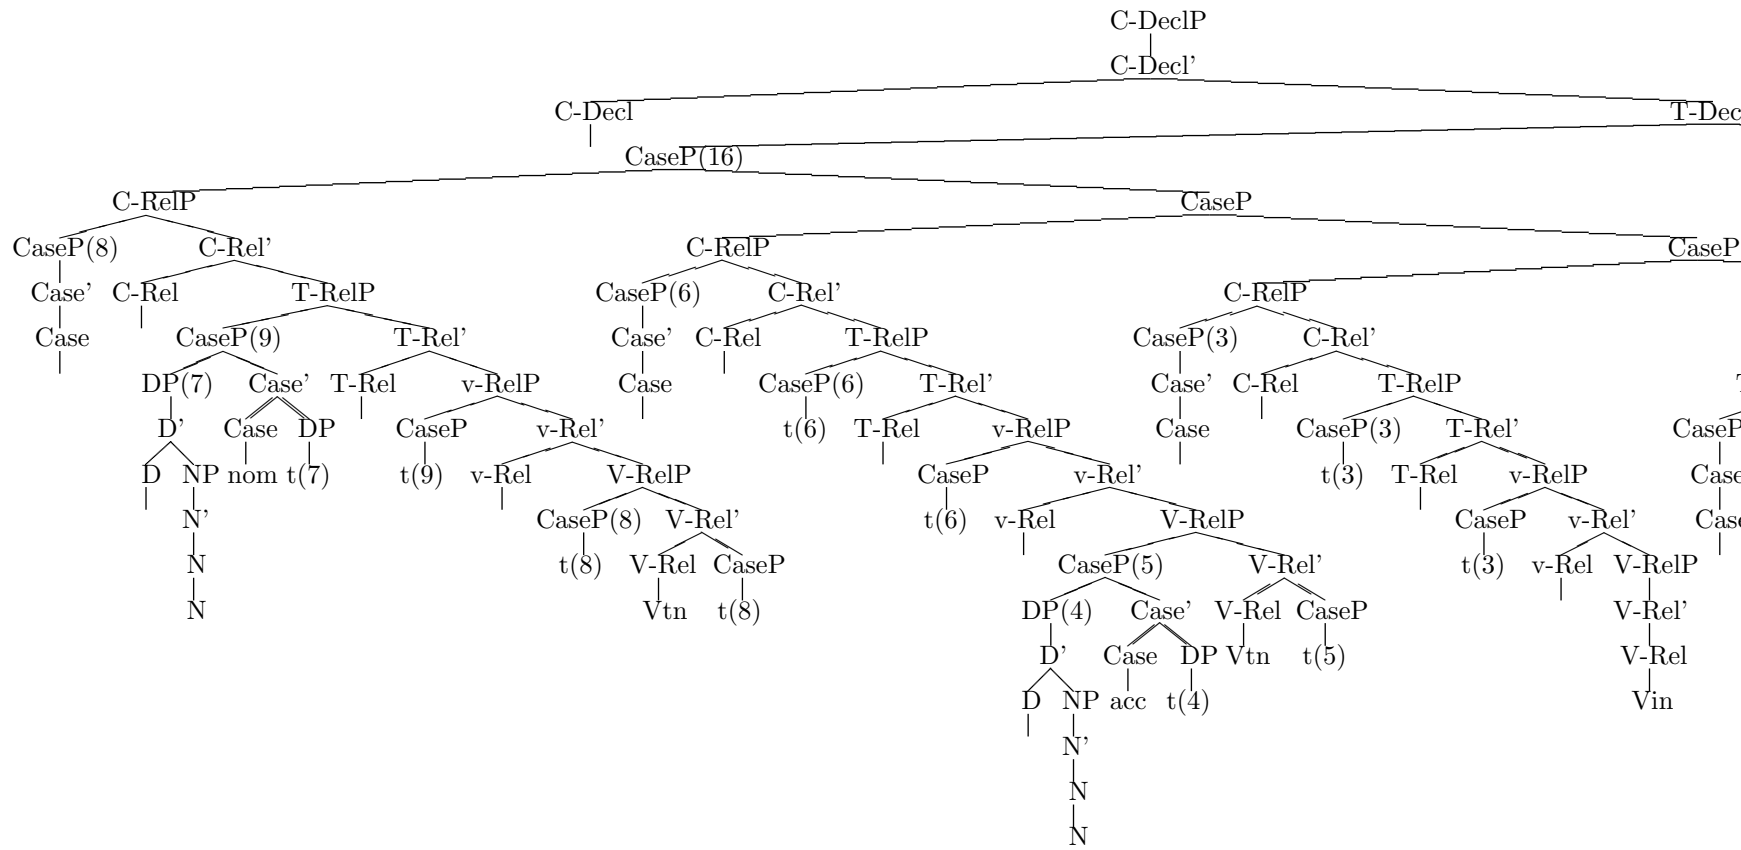 C-DeclP
C-Decl'
C-Decl T-Dec
CaseP(16)
C-RelP CaseP
CaseP(8) C-Rel' C-RelP CaseP
Case' C-Rel T-RelP CaseP(6) C-Rel' C-RelP
Case CaseP(9) T-Rel' Case' C-Rel T-RelP CaseP(3) C-Rel'
DP(7) Case' T-Rel v-RelP Case CaseP(6) T-Rel' Case' C-Rel T-RelP T
D' Case DP CaseP v-Rel' t(6) T-Rel v-RelP Case CaseP(3) T-Rel' CaseP
D NP nom t(7) t(9) v-Rel V-RelP CaseP v-Rel' t(3) T-Rel v-RelP Case
N' CaseP(8) V-Rel' t(6) v-Rel V-RelP CaseP v-Rel' Case
N t(8) V-Rel CaseP CaseP(5) V-Rel' t(3) v-Rel V-RelP
N Vtn t(8) DP(4) Case' V-Rel CaseP V-Rel'
D' Case DP Vtn t(5) V-Rel
D NP acc t(4) Vin
N'
N
N